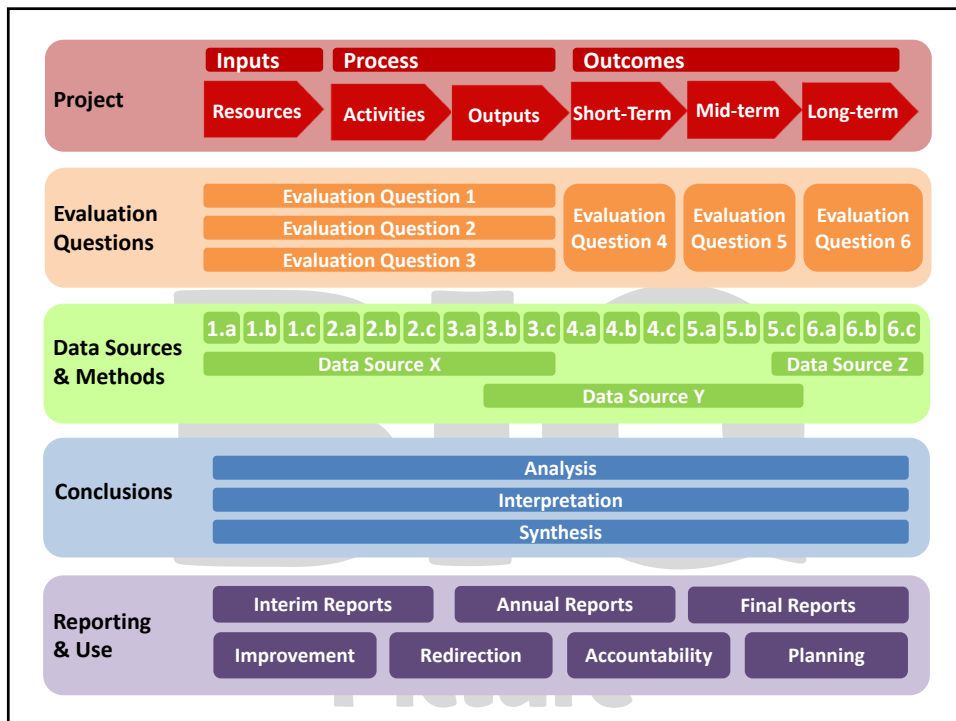 Inputs Process Outcomes
Project
Resources Activities Outputs Short-Term Mid-term Long-term
Evaluation
Questions
Evaluation Question 1
Evaluation Question 2
Evaluation Question 3
Evaluation
Question 4
Evaluation
Question 5
Evaluation
Question 6
Data Sources
& Methods
1.a 1.b 1.c 2.a 2.b 2.c 3.a 3.b 3.c 4.a 4.b 4.c 5.a 5.b 5.c 6.a 6.b 6.c
Data Source X Data Source Z
Data Source Y
Conclusions
Analysis
Interpretation
Synthesis
Reporting
& Use
Interim Reports Annual Reports Final Reports
Improvement Redirection Accountability Planning
BIG
Picture